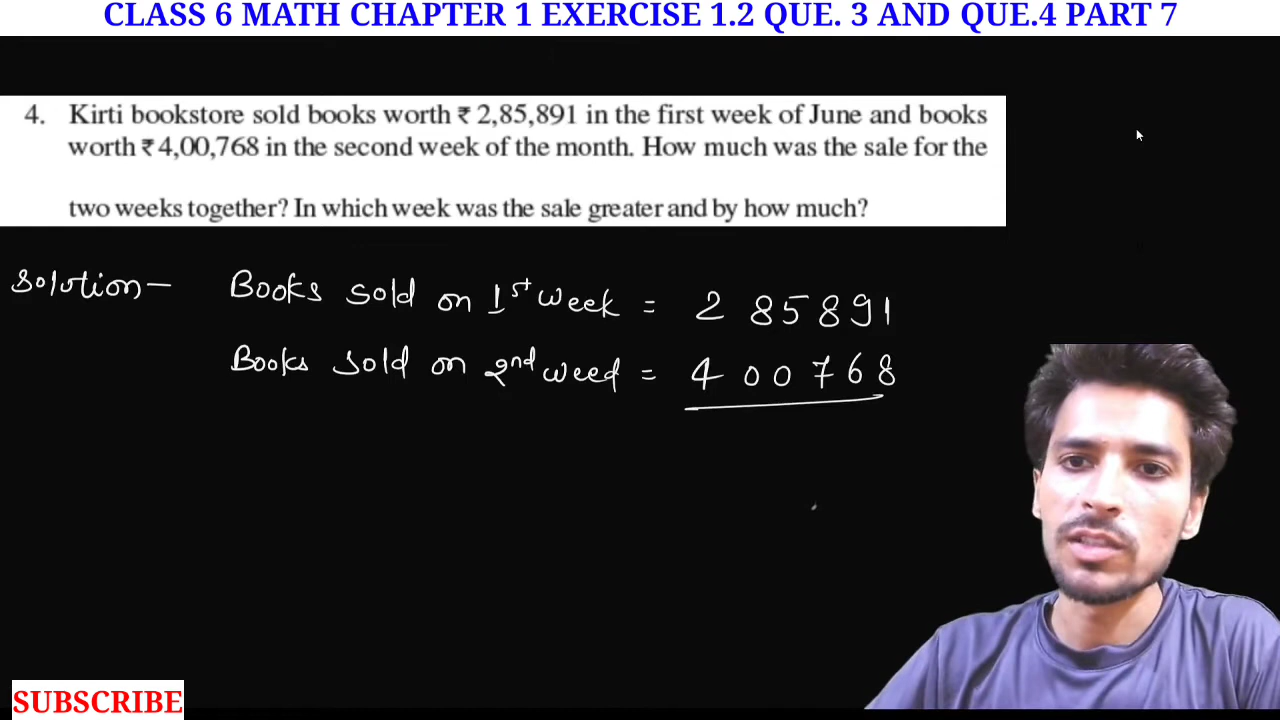 CLASS 6 MATH CHAPTER 1 EXERCISE 1.2 QUE. 3 AND QUE.4 PART 7
4. Kirti bookstore sold books worth ₹ 2,85,891 in the first week of June and books
worth ₹ 4,00,768 in the second week of the month. How much was the sale for the
two weeks together? In which week was the sale greater and by how much?
Solution - Books sold on 1st week = 2 85891
Books sold on 2nd weed = 4 00768
SUBSCRIBE